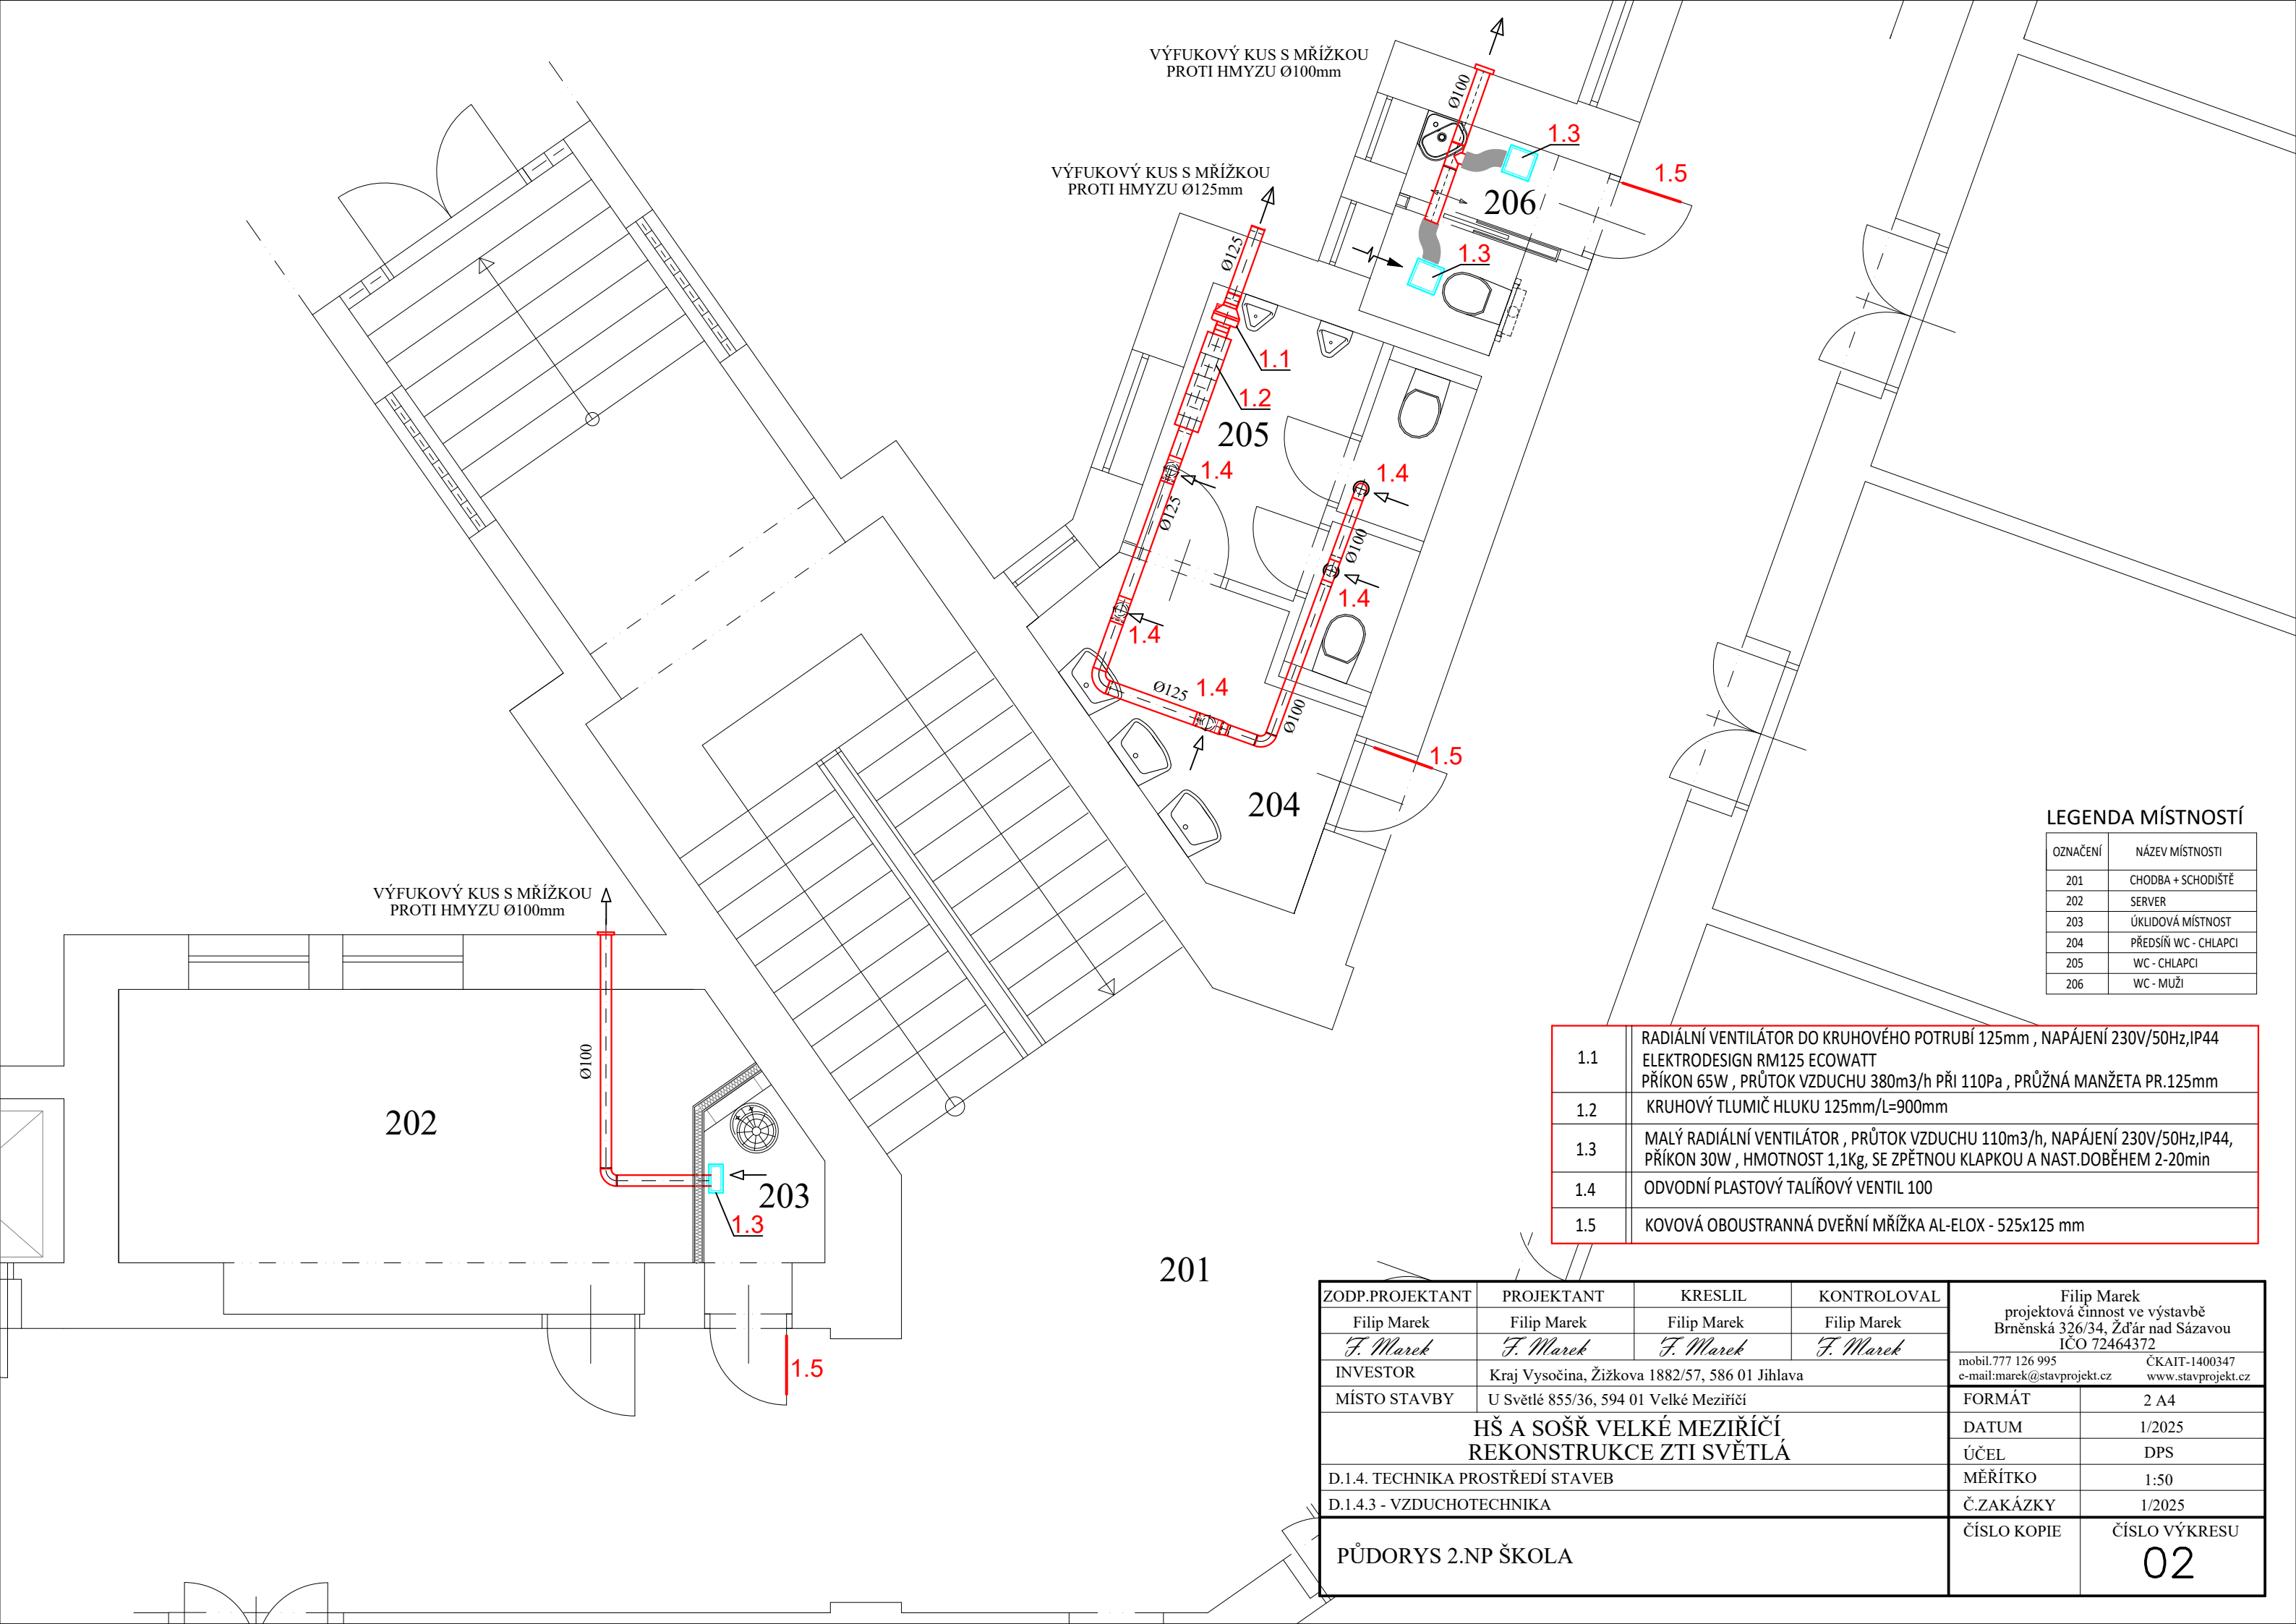 VÝFUKOVÝ KUS S MŘÍŽKOU
PROTI HMYZU Ø100mm
Ø100
1.3
1.5
VÝFUKOVÝ KUS S MŘÍŽKOU
PROTI HMYZU Ø125mm
206
Ø125
1.3
1.1
1.2
205
1.4
1.4
Ø125
Ø100
1.4
1.4
Ø125
1.4
Ø100
1.5
204
VÝFUKOVÝ KUS S MŘÍŽKOU
PROTI HMYZU Ø100mm
Ø100
202
203
1.3
201
1.5
LEGENDA MÍSTNOSTÍ
OZNAČENÍ NÁZEV MÍSTNOSTI
201 CHODBA + SCHODIŠTĚ
202 SERVER
203 ÚKLIDOVÁ MÍSTNOST
204 PŘEDSÍŇ WC - CHLAPCI
205 WC - CHLAPCI
206 WC - MUŽI
1.1 RADIÁLNÍ VENTILÁTOR DO KRUHOVÉHO POTRUBÍ 125mm , NAPÁJENÍ 230V/50Hz,IP44
ELEKTRODESIGN RM125 ECOWATT
PŘÍKON 65W , PRŮTOK VZDUCHU 380m3/h PŘI 110Pa , PRŮŽNÁ MANŽETA PR.125mm
1.2 KRUHOVÝ TLUMIČ HLUKU 125mm/L=900mm
1.3 MALÝ RADIÁLNÍ VENTILÁTOR , PRŮTOK VZDUCHU 110m3/h, NAPÁJENÍ 230V/50Hz,IP44,
PŘÍKON 30W , HMOTNOST 1,1Kg, SE ZPĚTNOU KLAPKOU A NAST.DOBĚHEM 2-20min
1.4 ODVODNÍ PLASTOVÝ TALÍŘOVÝ VENTIL 100
1.5 KOVOVÁ OBOUSTRANNÁ DVEŘNÍ MŘÍŽKA AL-ELOX - 525x125 mm
ZODP.PROJEKTANT PROJEKTANT KRESLIL KONTROLOVAL
Filip Marek Filip Marek Filip Marek Filip Marek
F. Marek F. Marek F. Marek F. Marek
INVESTOR Kraj Vysočina, Žižkova 1882/57, 586 01 Jihlava
MÍSTO STAVBY U Světlé 855/36, 594 01 Velké Meziříčí
HŠ A SOŠŘ VELKÉ MEZIŘÍČÍ
REKONSTRUKCE ZTI SVĚTLÁ
D.1.4. TECHNIKA PROSTŘEDÍ STAVEB
D.1.4.3 - VZDUCHOTECHNIKA
PŮDORYS 2.NP ŠKOLA
Filip Marek
projektová činnost ve výstavbě
Brněnská 326/34, Žďár nad Sázavou
IČO 72464372
mobil.777 126 995 ČKAIT-1400347
e-mail:marek@stavprojekt.cz www.stavprojekt.cz
FORMÁT 2 A4
DATUM 1/2025
ÚČEL DPS
MĚŘÍTKO 1:50
Č.ZAKÁZKY 1/2025
ČÍSLO KOPIE ČÍSLO VÝKRESU
02